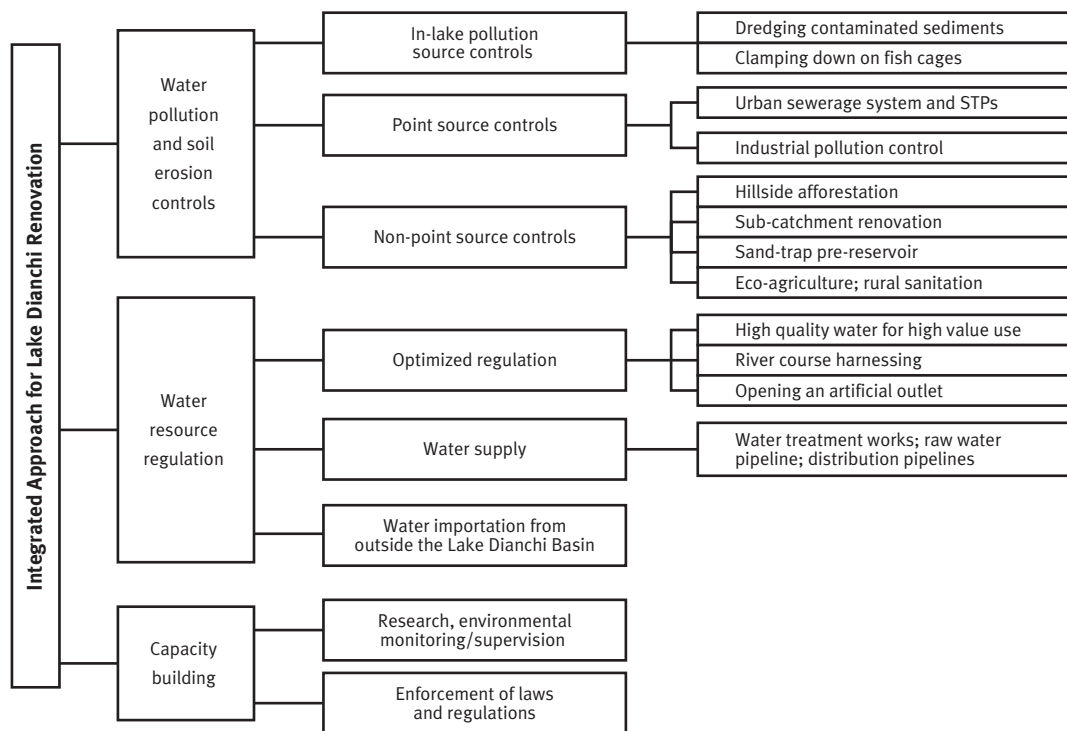 Integrated Approach for Lake Dianchi Renovation
Water
pollution
and soil
erosion
controls
In-lake pollution
source controls
Dredging contaminated sediments
Clamping down on fish cages
Point source controls
Urban sewerage system and STPs
Industrial pollution control
Non-point source controls
Hillside afforestation
Sub-catchment renovation
Sand-trap pre-reservoir
Eco-agriculture; rural sanitation
Water
resource
regulation
Optimized regulation
High quality water for high value use
River course harnessing
Opening an artificial outlet
Water supply
Water treatment works; raw water
pipeline; distribution pipelines
Water importation from
outside the Lake Dianchi Basin
Capacity
building
Research, environmental
monitoring/supervision
Enforcement of laws
and regulations